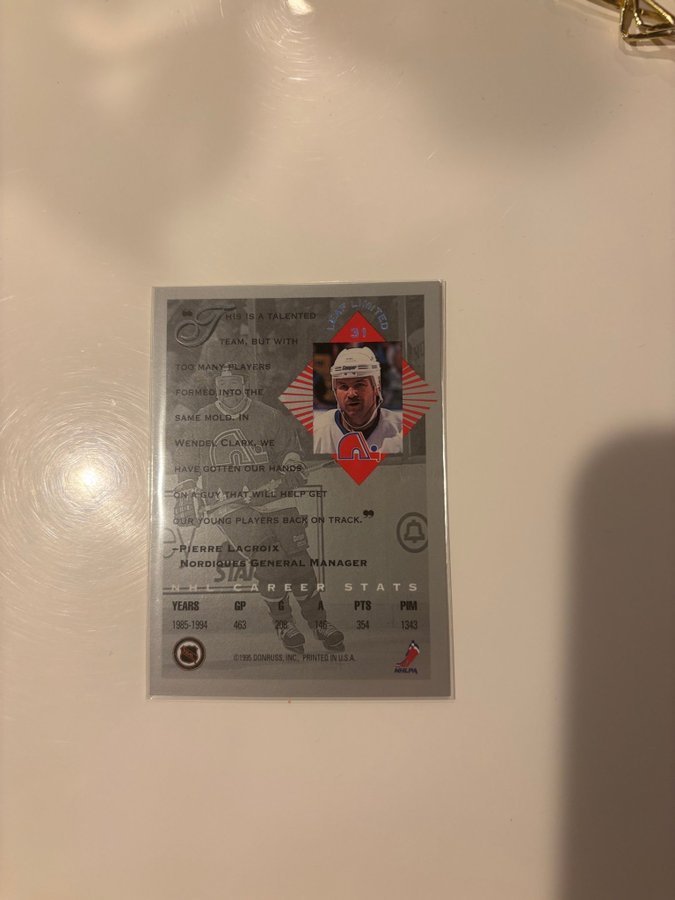 "This is a talented
team, but with
too many players
formed into the
same mold. In
Wendel Clark, we
have gotten our hands
on a guy that will help get
our young players back on track."
–Pierre Lacroix
Nordiques General Manager
LEAF LIMITED
31
Cooper
NHL CAREER STATS
YEARS GP G A PTS PIM
1985-1994 463 208 146 354 1343
©1995 DONRUSS, INC., PRINTED IN U.S.A.
NHLPA